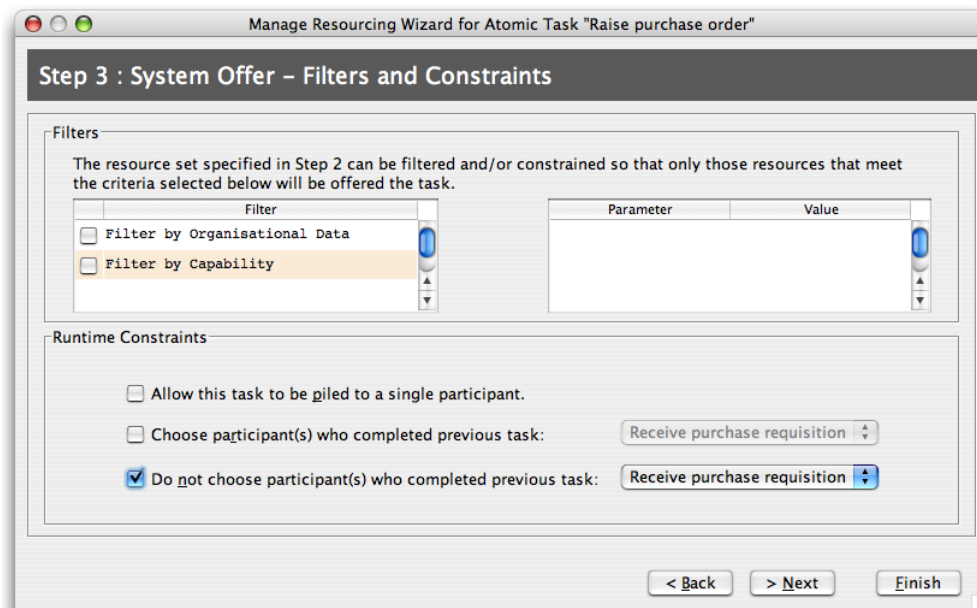 Manage Resourcing Wizard for Atomic Task "Raise purchase order"
Step 3 : System Offer – Filters and Constraints
Filters
The resource set specified in Step 2 can be filtered and/or constrained so that only those resources that meet
the criteria selected below will be offered the task.
Filter
Parameter Value
Filter by Organisational Data
Filter by Capability
Runtime Constraints
Allow this task to be piled to a single participant.
Choose participant(s) who completed previous task: Receive purchase requisition
Do not choose participant(s) who completed previous task: Receive purchase requisition
< Back > Next Finish